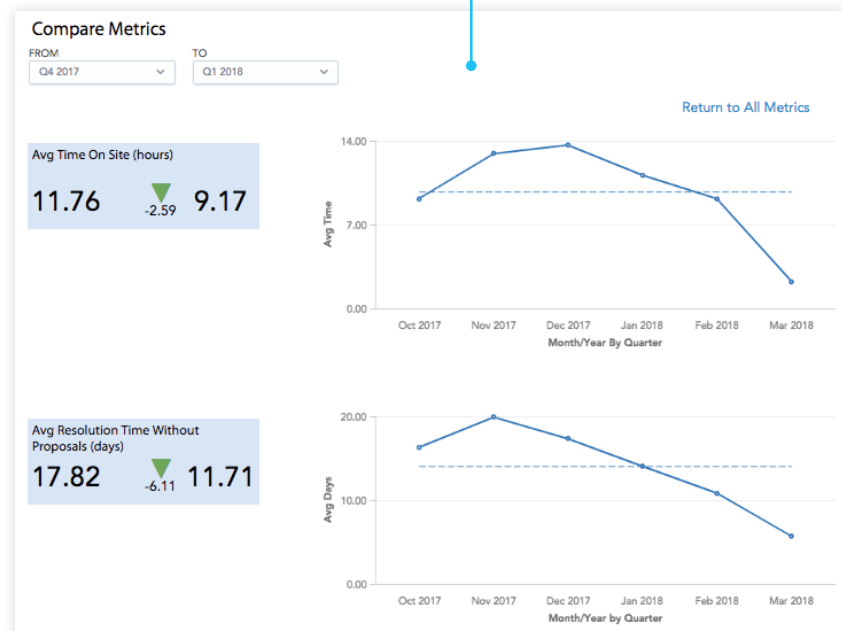 Compare Metrics
FROM
TO
Q4 2017
Q1 2018
Return to All Metrics
Avg Time On Site (hours)
11.76
-2.59
9.17
14.00
7.00
0.00
Avg Time
Oct 2017
Nov 2017
Dec 2017
Jan 2018
Feb 2018
Mar 2018
Month/Year By Quarter
Avg Resolution Time Without
Proposals (days)
17.82
-6.11
11.71
20.00
10.00
0.00
Avg Days
Oct 2017
Nov 2017
Dec 2017
Jan 2018
Feb 2018
Mar 2018
Month/Year by Quarter